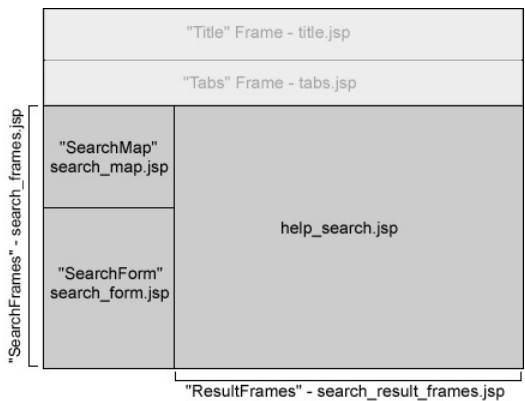 "Title" Frame - title.jsp
"Tabs" Frame - tabs.jsp
"SearchFrames" - search_frames.jsp
"SearchMap"
search_map.jsp
help_search.jsp
"SearchForm"
search_form.jsp
"ResultFrames" - search_result_frames.jsp